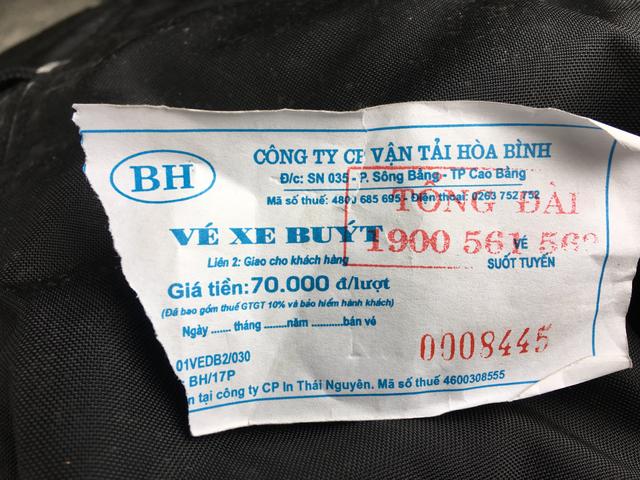 BH
CÔNG TY CP VẬN TẢI HÒA BÌNH
Đ/c: SN 035 - P. Sông Bằng - TP Cao Bằng
Mã số thuế: 4800 685 695 - Điện thoại: 0263 752 752
TỔNG ĐÀI
1900 561
VÉ XE BUÝT
VÉ
SUỐT TUYẾN
Liên 2: Giao cho khách hàng
Giá tiền: 70.000 đ/lượt
(Đã bao gồm thuế GTGT 10% và bảo hiểm hành khách)
Ngày ...... tháng ........năm ..........bán vé
0008445
01VEDB2/030
BH/17P
n tại công ty CP In Thái Nguyên. Mã số thuế 4600308555